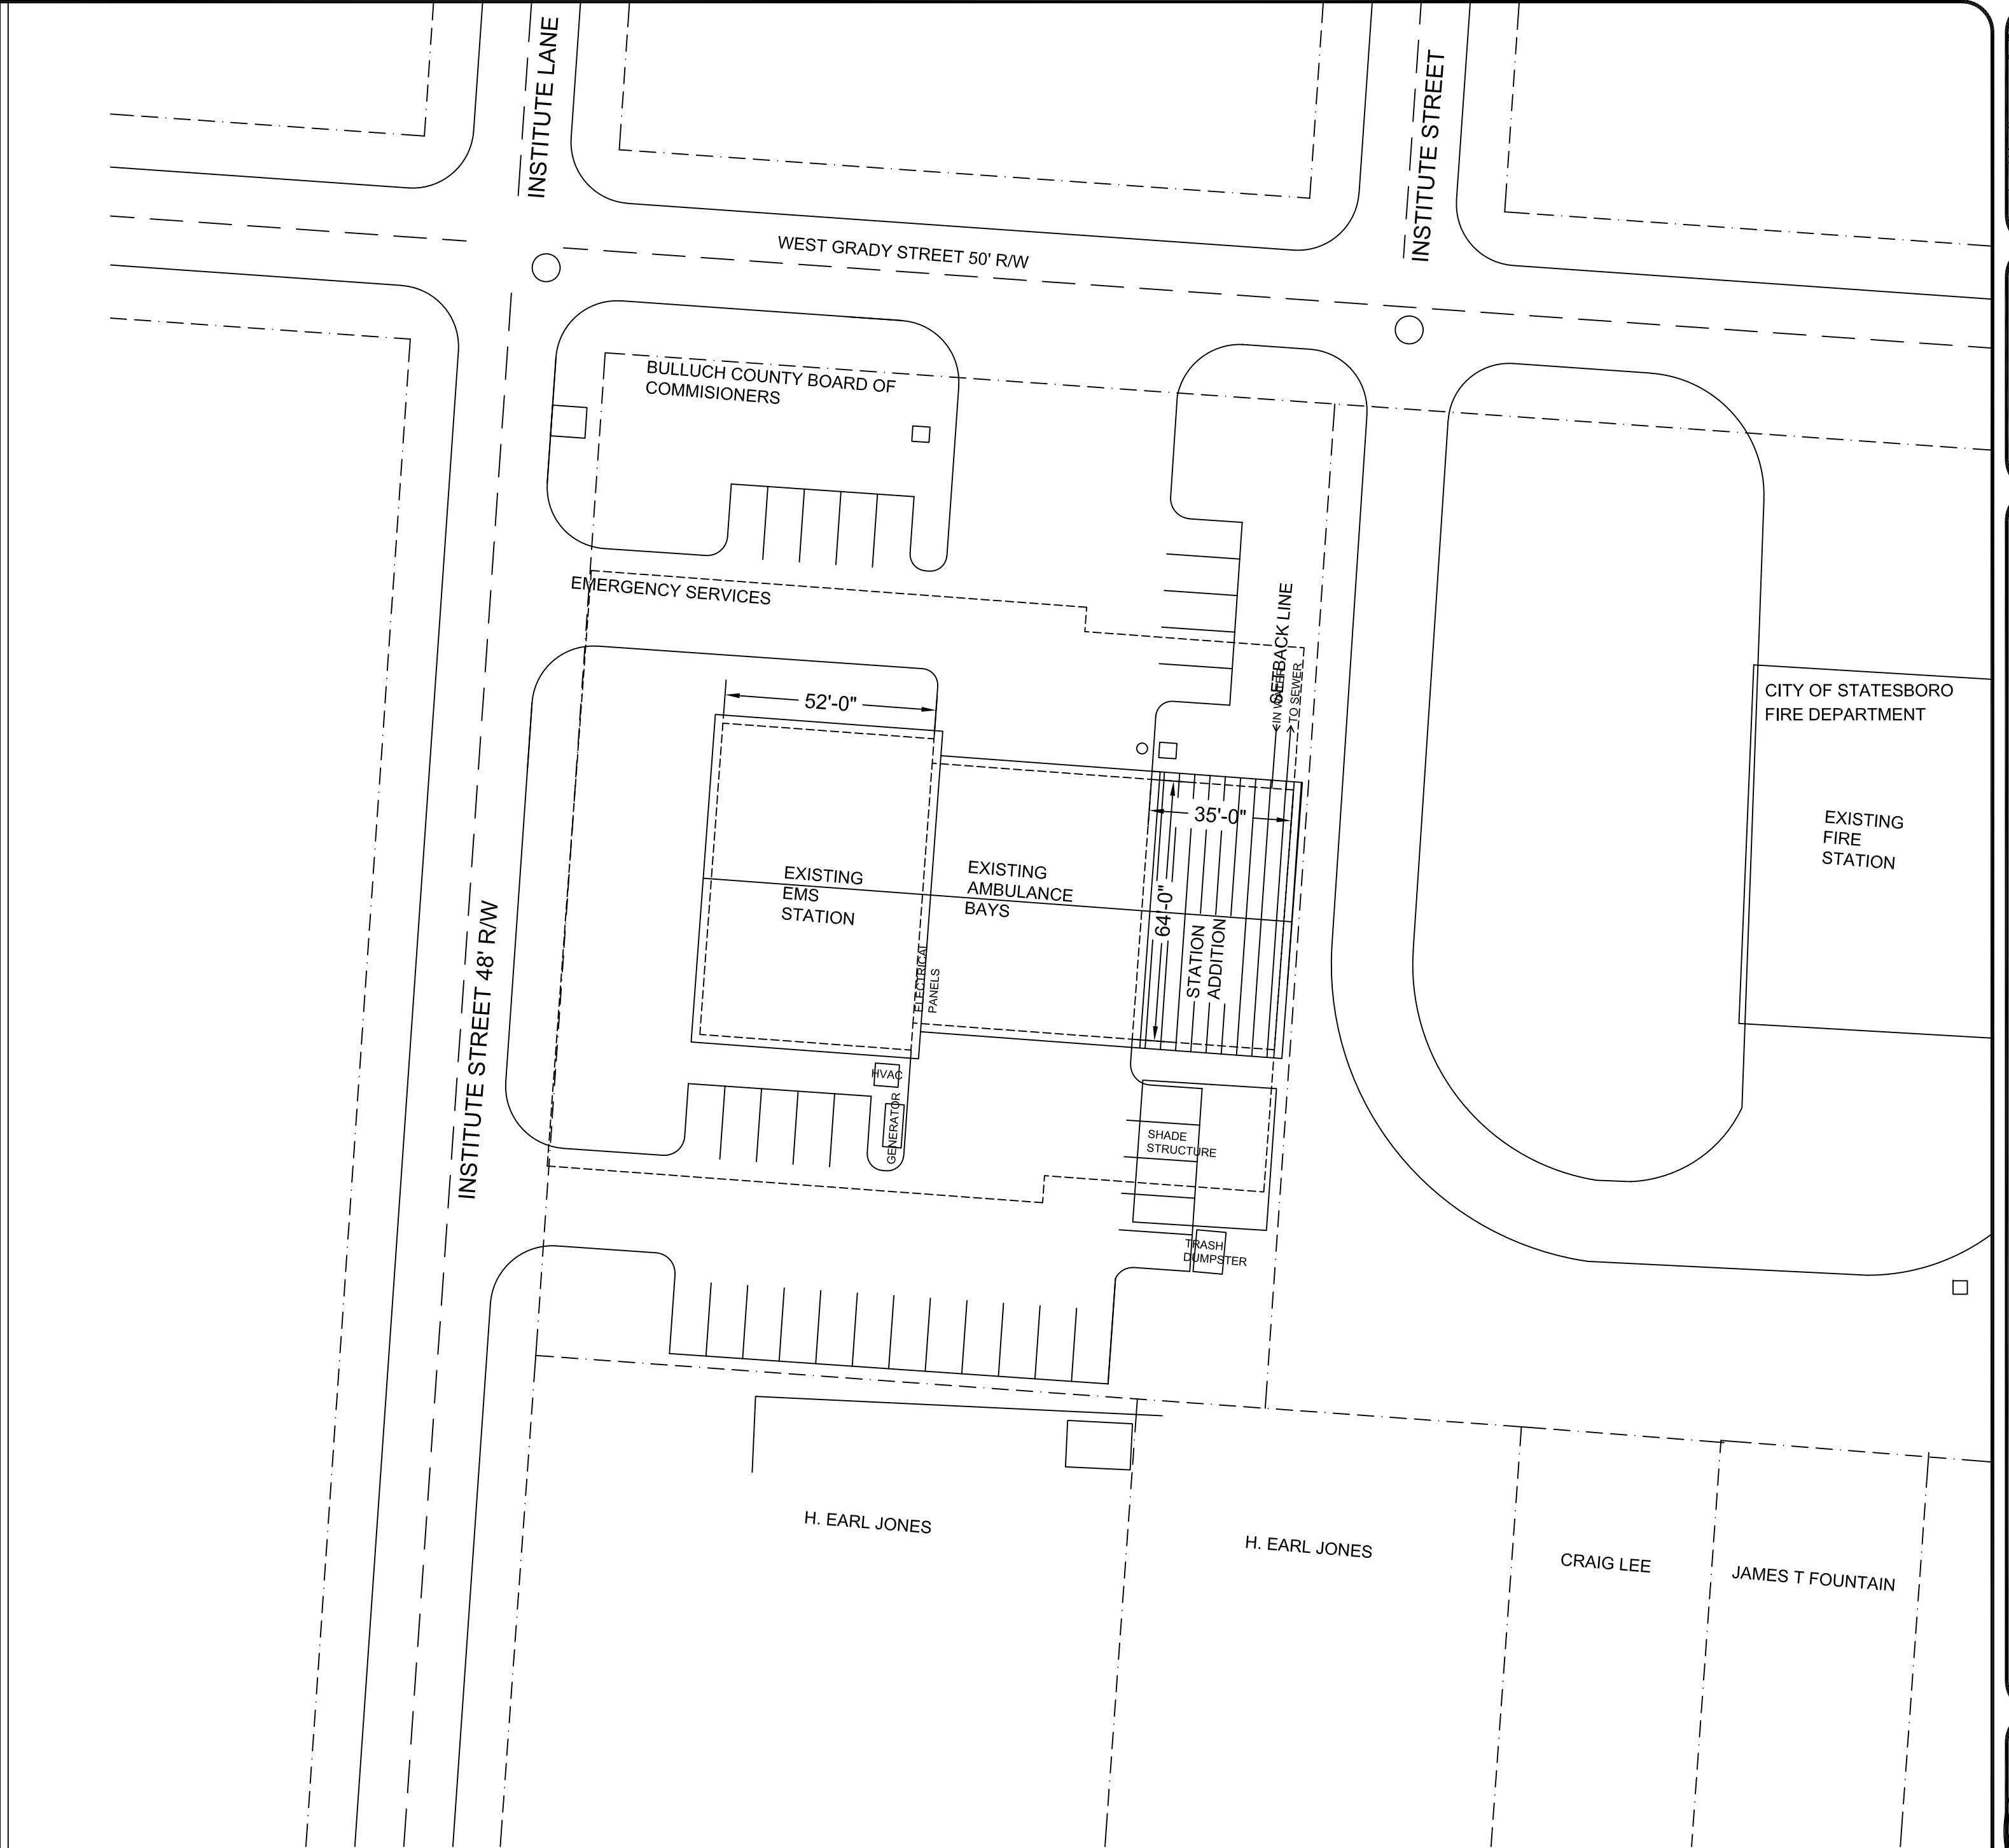 INSTITUTE LANE
INSTITUTE STREET
WEST GRADY STREET 50' R/W
BULLUCH COUNTY BOARD OF
COMMISIONERS
EMERGENCY SERVICES
SETBACK LINE
TO SEWER
52'-0"
CITY OF STATESBORO
FIRE DEPARTMENT
35'-0"
EXISTING
FIRE
STATION
EXISTING
EMS
STATION
EXISTING
AMBULANCE
BAYS
64'-0"
STATION
ADDITION
ELECTRICAL
PANELS
INSTITUTE STREET 48' R/W
HVAC
GENERATOR
SHADE
STRUCTURE
TRASH
DUMPSTER
H. EARL JONES
H. EARL JONES
CRAIG LEE
JAMES T FOUNTAIN